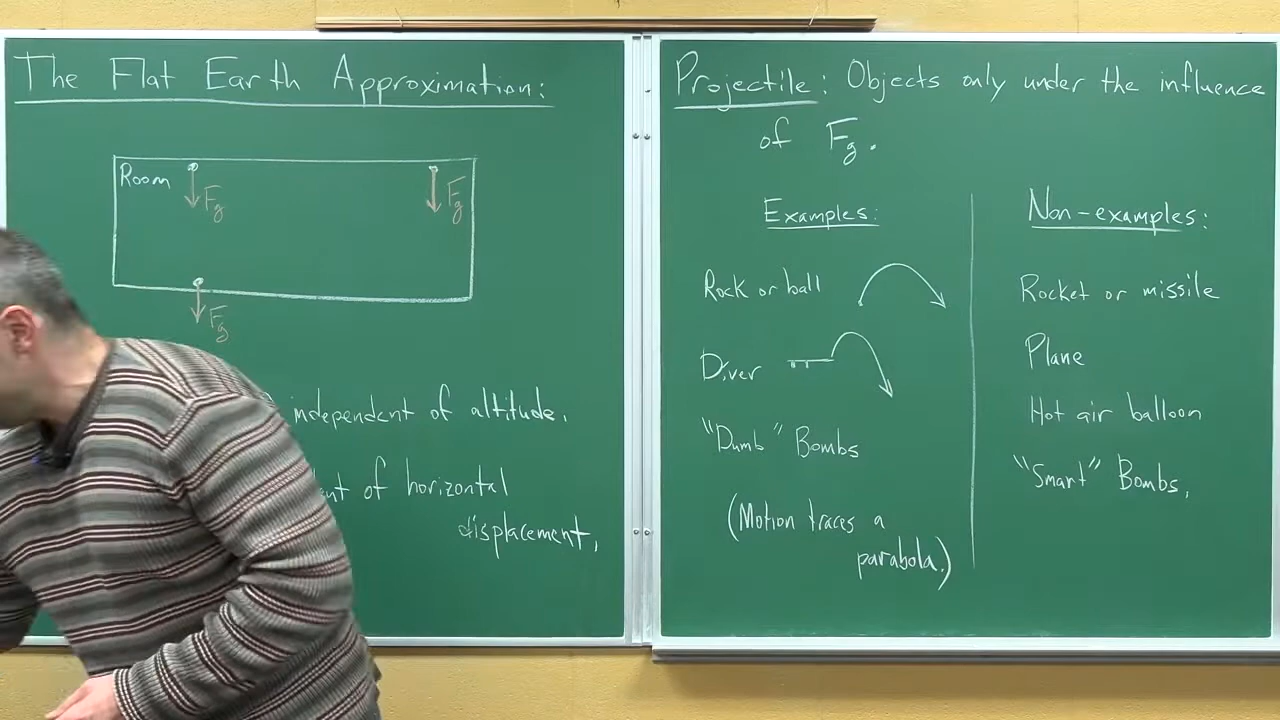 The Flat Earth Approximation:
Room
Fg
Fg
Fg
independent of altitude.
of horizontal
displacement.
Projectile: Objects only under the influence
of Fg.
Examples:
Rock or ball
Diver
"Dumb" Bombs
(Motion traces a
parabola.)
Non-examples:
Rocket or missile
Plane
Hot air balloon
"Smart" Bombs.